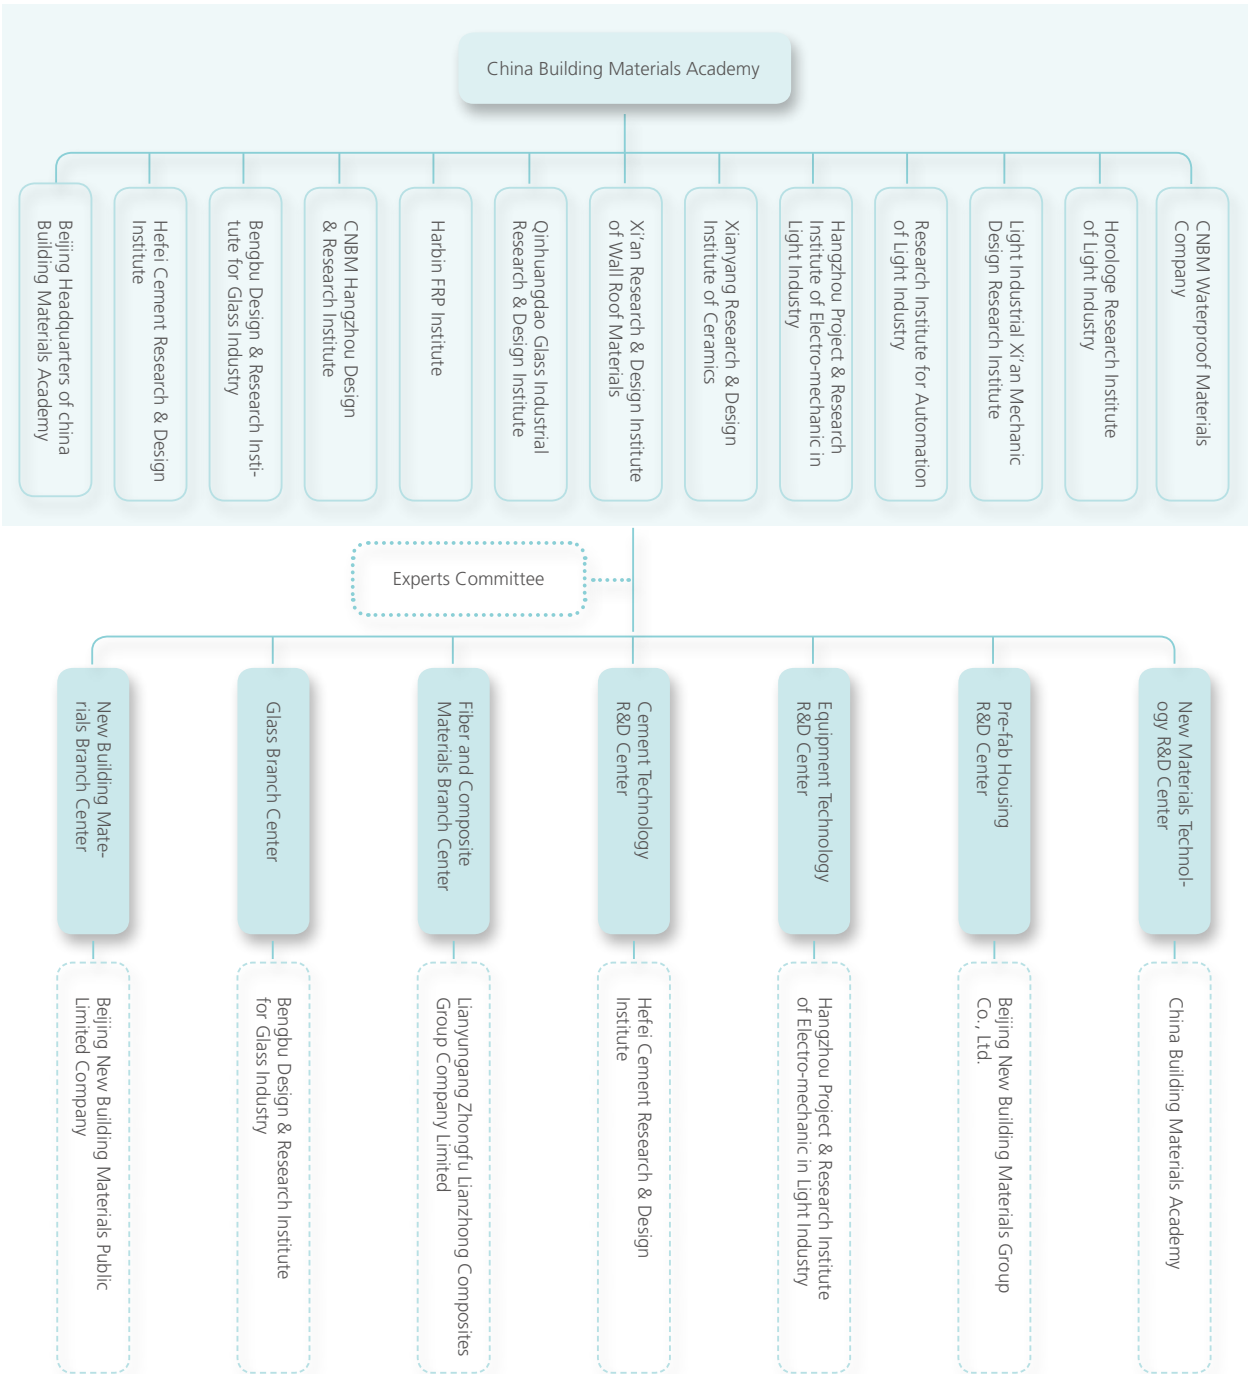 China Building Materials Academy
Beijing Headquarters of china
Building Materials Academy
Hefei Cement Research & Design
Institute
Bengbu Design & Research Insti-
tute for Glass Industry
CNBM Hangzhou Design
& Research Institute
Harbin FRP Institute
Qinhuangdao Glass Industrial
Research & Design Institute
Xi’an Research & Design Institute
of Wall Roof Materials
Xianyang Research & Design
Institute of Ceramics
Hangzhou Project & Research
Institute of Electro-mechanic in
Light Industry
Research Institute for Automation
of Light Industry
Light Industrial Xi’an Mechanic
Design Research Institute
Horologe Research Institute
of Light Industry
CNBM Waterproof Materials
Company
Experts Committee
New Building Mate-
rials Branch Center
Glass Branch Center
Fiber and Composite
Materials Branch Center
Cement Technology
R&D Center
Equipment Technology
R&D Center
Pre-fab Housing
R&D Center
New Materials Technol-
ogy R&D Center
Beijing New Building Materials Public
Limited Company
Bengbu Design & Research Institute
for Glass Industry
Lianyungang Zhongfu Lianzhong Composites
Group Company Limited
Hefei Cement Research & Design
Institute
Hangzhou Project & Research Institute
of Electro-mechanic in Light Industry
Beijing New Building Materials Group
Co., Ltd.
China Building Materials Academy